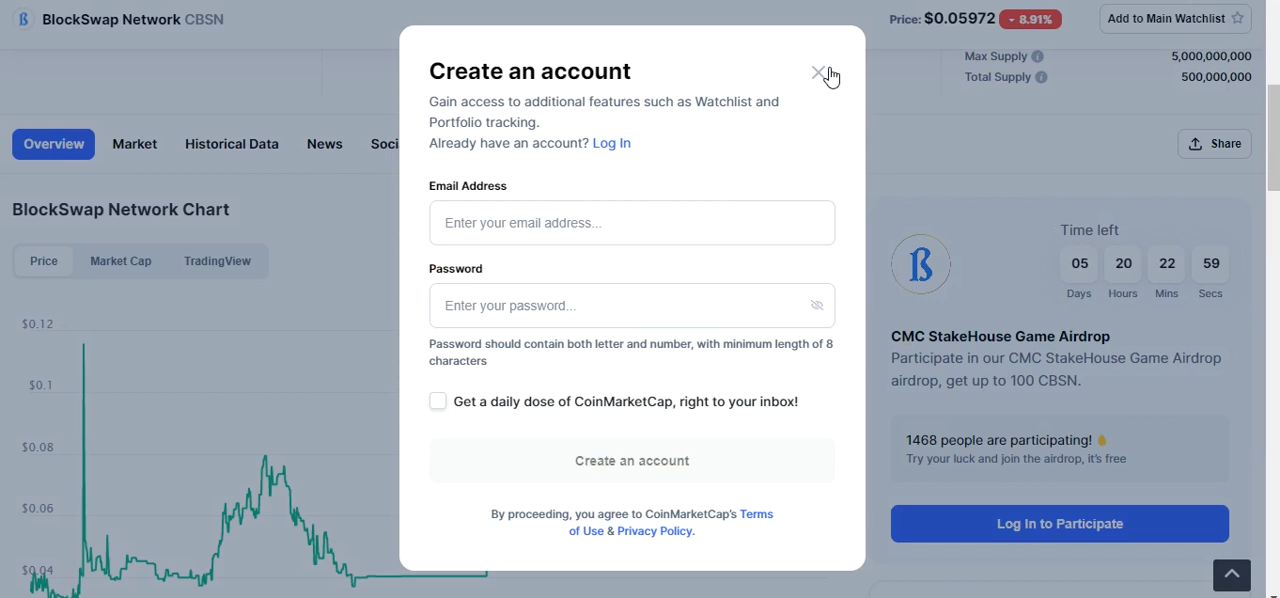 BlockSwap Network CBSN
Price: $0.05972 8.91%
Add to Main Watchlist
Max Supply 5,000,000,000
Total Supply 500,000,000
Overview Market Historical Data News Soci
Share
BlockSwap Network Chart
Price Market Cap TradingView
$0.12
$0.1
$0.08
$0.06
$0.04
Create an account
Gain access to additional features such as Watchlist and
Portfolio tracking.
Already have an account? Log In
Email Address
Enter your email address...
Password
Enter your password...
Password should contain both letter and number, with minimum length of 8
characters
Get a daily dose of CoinMarketCap, right to your inbox!
Create an account
By proceeding, you agree to CoinMarketCap's Terms
of Use & Privacy Policy.
Time left
05 20 22 59
Days Hours Mins Secs
CMC StakeHouse Game Airdrop
Participate in our CMC StakeHouse Game Airdrop
airdrop, get up to 100 CBSN.
1468 people are participating!
Try your luck and join the airdrop, it's free
Log In to Participate